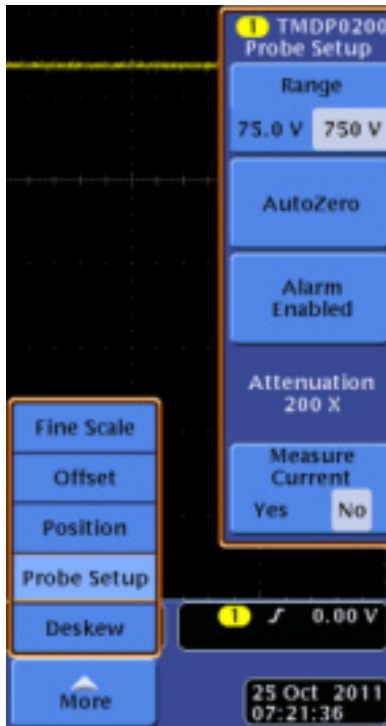 1 TMDP0200
Probe Setup
Range
75.0 V 750 V
AutoZero
Alarm
Enabled
Attenuation
200 X
Measure
Current
Yes No
Fine Scale
Offset
Position
Probe Setup
Deskew
More
1 0.00 V
25 Oct 2011
07:21:36